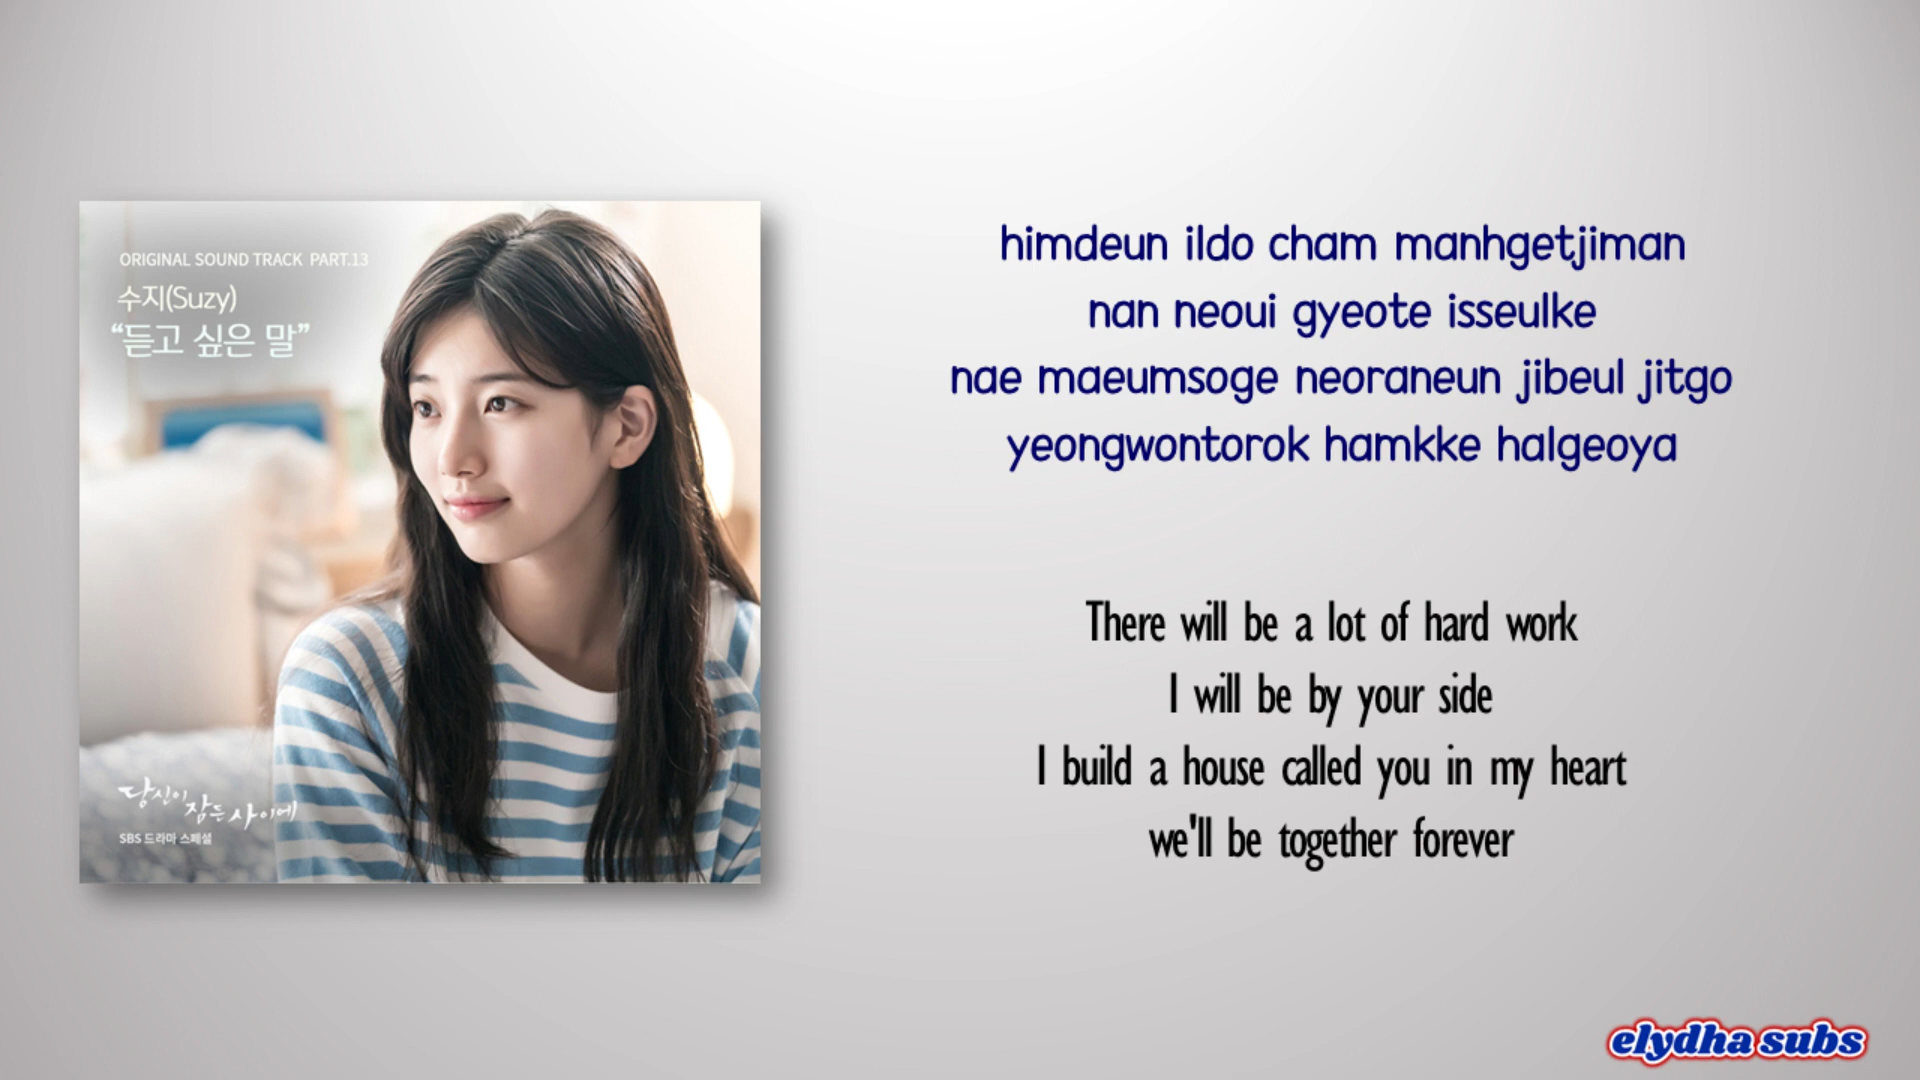 ORIGINAL SOUND TRACK PART.13
수지(Suzy)
“듣고 싶은 말”
당신이 잠든 사이에
SBS 드라마 스페셜
himdeun ildo cham manhgetjiman
nan neoui gyeote isseulke
nae maeumsoge neoraneun jibeul jitgo
yeongwontorok hamkke halgeoya
There will be a lot of hard work
I will be by your side
I build a house called you in my heart
we'll be together forever
elydha subs